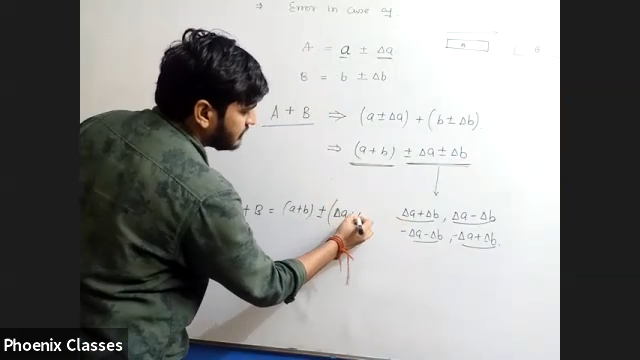 ⇒ Error in case of
A = a ± Δa
B = b ± Δb
A + B ⇒ (a ± Δa) + (b ± Δb)
⇒ (a + b) ± Δa ± Δb
Δa+Δb, Δa-Δb
-Δa-Δb, -Δa+Δb.
+ B = (a+b) ± (Δa
Phoenix Classes